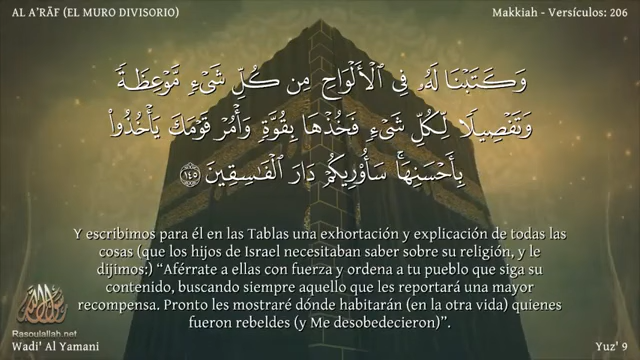 AL A'RĀF (EL MURO DIVISORIO)
Makkiah - Versículos: 206
وَكَتَبْنَا لَهُۥ فِي ٱلْأَلْوَاحِ مِن كُلِّ شَىْءٍ مَّوْعِظَةً
وَتَفْصِيلًا لِّكُلِّ شَىْءٍ فَخُذْهَا بِقُوَّةٍ وَأْمُرْ قَوْمَكَ يَأْخُذُوا۟
بِأَحْسَنِهَا ۚ سَأُو۟رِيكُمْ دَارَ ٱلْفَـٰسِقِينَ ١٤٥
Y escribimos para él en las Tablas una exhortación y explicación de todas las
cosas (que los hijos de Israel necesitaban saber sobre su religión, y le
dijimos:) “Aférrate a ellas con fuerza y ordena a tu pueblo que siga su
contenido, buscando siempre aquello que les reportará una mayor
recompensa. Pronto les mostraré dónde habitarán (en la otra vida) quienes
fueron rebeldes (y Me desobedecieron)”.
Rasoulallah.net
Wadi' Al Yamani
Yuz' 9